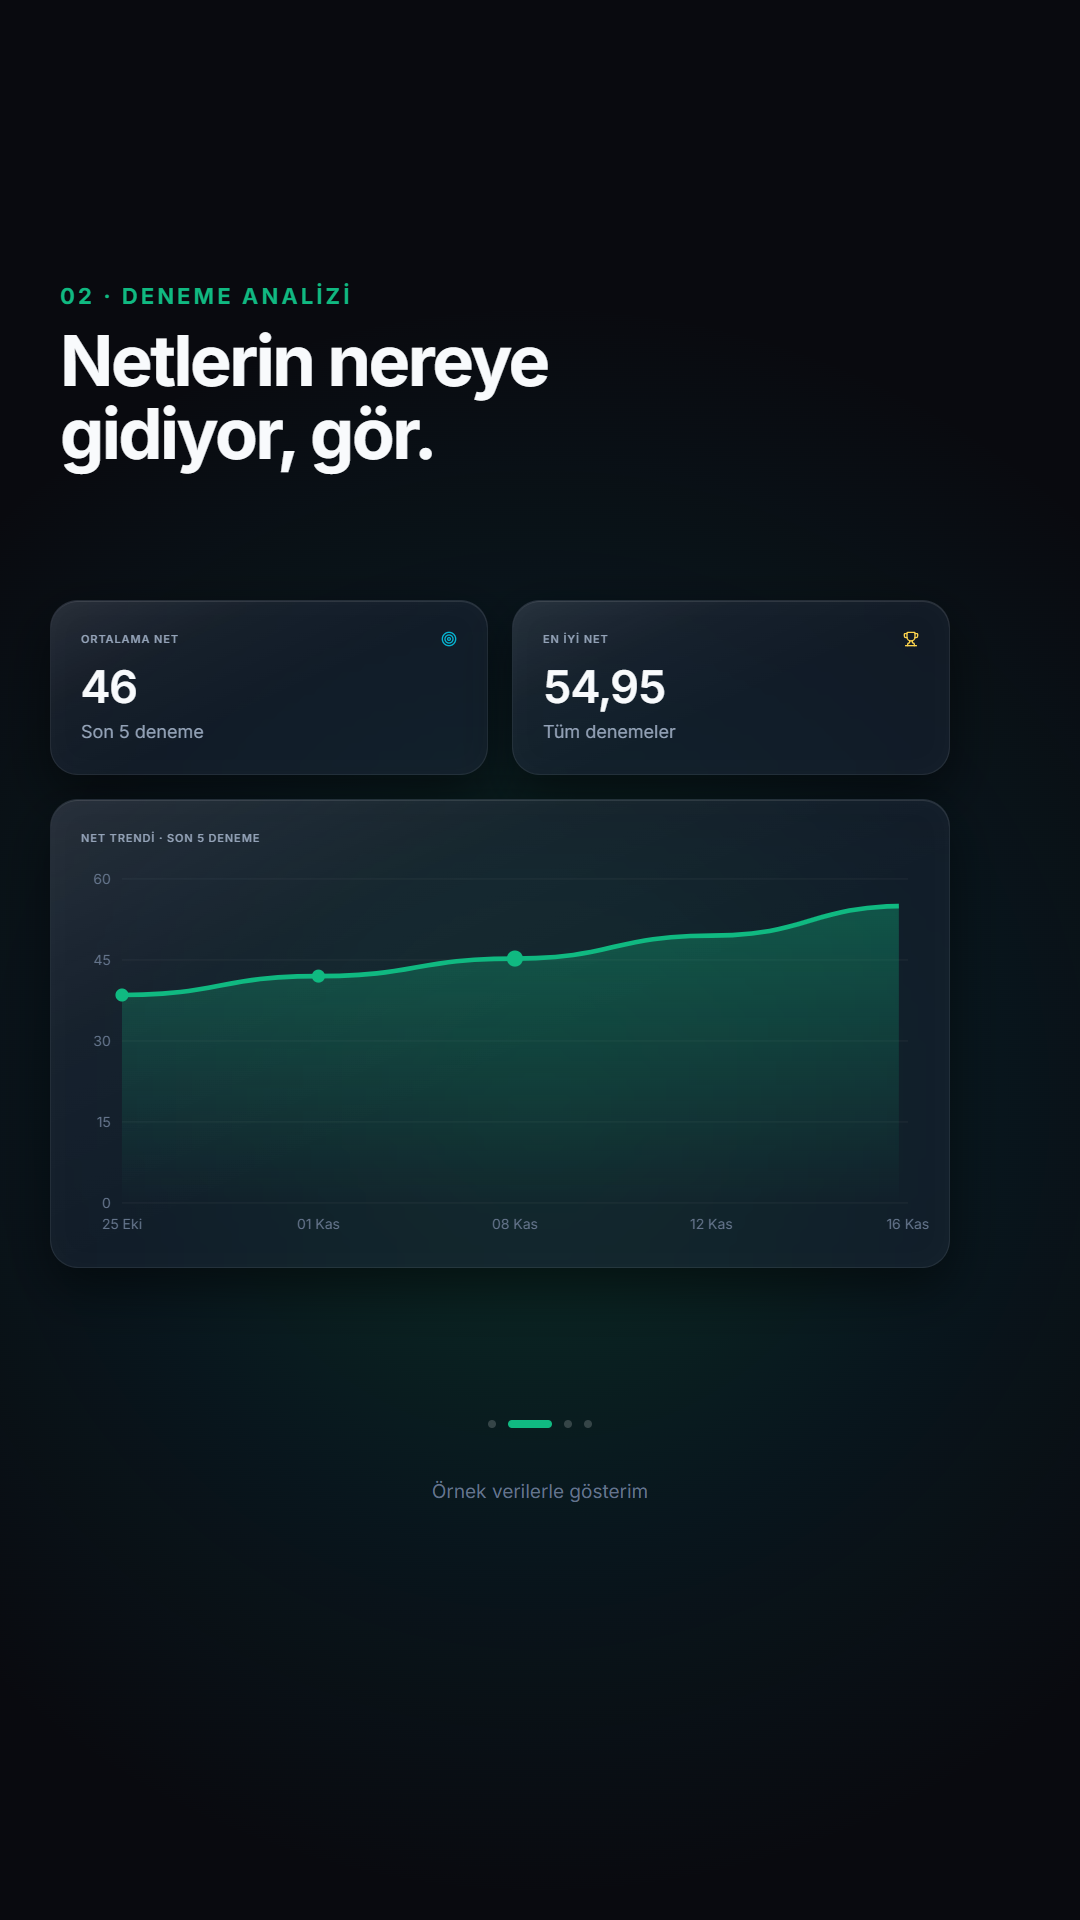 02 · DENEME ANALİZİ
Netlerin nereye
gidiyor, gör.
ORTALAMA NET
46
Son 5 deneme
EN İYİ NET
54,95
Tüm denemeler
NET TRENDİ · SON 5 DENEME
60
45
30
15
0
25 Eki 01 Kas 08 Kas 12 Kas 16 Kas
Örnek verilerle gösterim